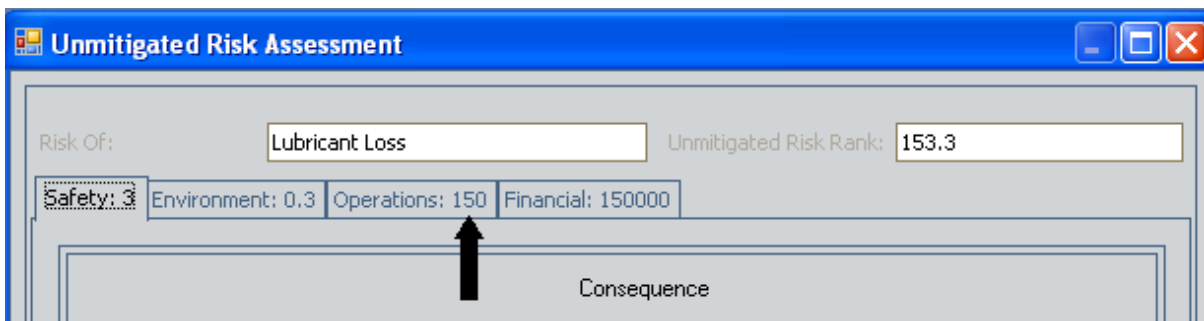 Unmitigated Risk Assessment
Risk Of: Lubricant Loss Unmitigated Risk Rank: 153.3
Safety: 3 Environment: 0.3 Operations: 150 Financial: 150000
Consequence